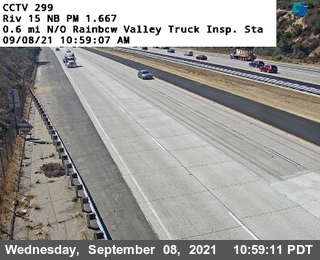 CCTV 299
Riv 15 NB PM 1.667
0.6 mi N/O Rainbow Valley Truck Insp. Sta
09/08/21 10:59:07 AM
Wednesday, September 08, 2021 10:59:11 PDT